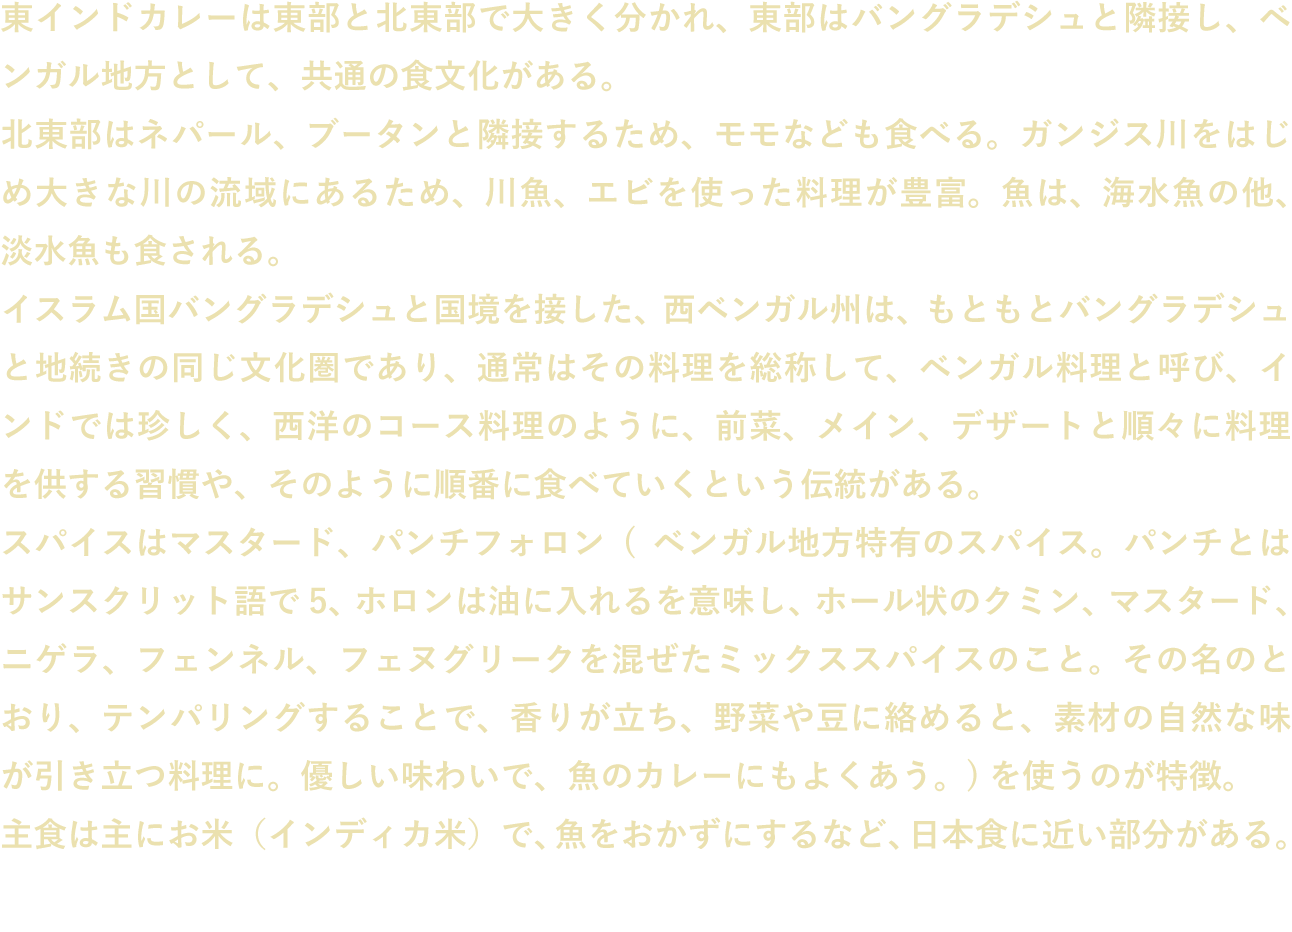 東インドカレーは東部と北東部で大きく分かれ、東部はバングラデシュと隣接し、ベ
ンガル地方として、共通の食文化がある。
北東部はネパール、ブータンと隣接するため、モモなども食べる。ガンジス川をはじ
め大きな川の流域にあるため、川魚、エビを使った料理が豊富。魚は、海水魚の他、
淡水魚も食される。
イスラム国バングラデシュと国境を接した、西ベンガル州は、もともとバングラデシュ
と地続きの同じ文化圏であり、通常はその料理を総称して、ベンガル料理と呼び、イ
ンドでは珍しく、西洋のコース料理のように、前菜、メイン、デザートと順々に料理
を供する習慣や、そのように順番に食べていくという伝統がある。
スパイスはマスタード、パンチフォロン（ ベンガル地方特有のスパイス。パンチとは
サンスクリット語で 5、ホロンは油に入れるを意味し、ホール状のクミン、マスタード、
ニゲラ、フェンネル、フェヌグリークを混ぜたミックススパイスのこと。その名のと
おり、テンパリングすることで、香りが立ち、野菜や豆に絡めると、素材の自然な味
が引き立つ料理に。優しい味わいで、魚のカレーにもよくあう。) を使うのが特徴。
主食は主にお米（インディカ米）で、魚をおかずにするなど、日本食に近い部分がある。